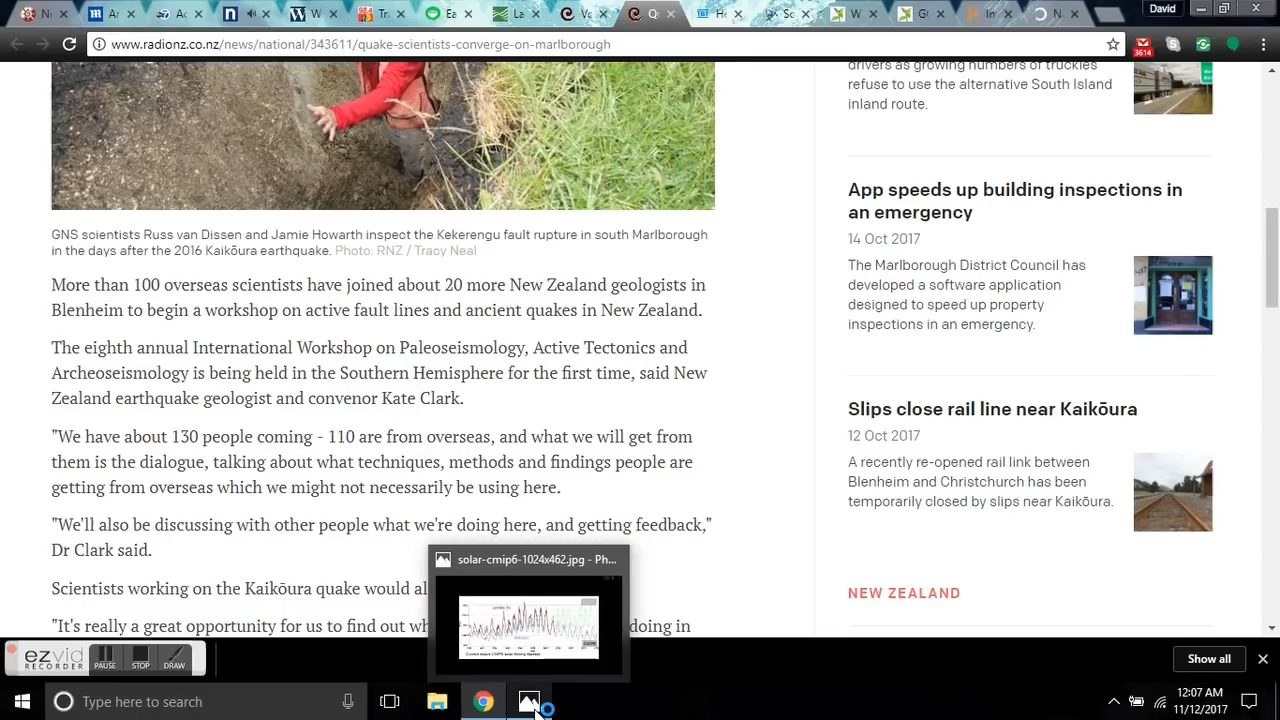 David
www.radionz.co.nz/news/national/343611/quake-scientists-converge-on-marlborough
3614
drivers as growing numbers of truckies
refuse to use the alternative South Island
inland route.
App speeds up building inspections in
an emergency
14 Oct 2017
The Marlborough District Council has
developed a software application
designed to speed up property
inspections in an emergency.
Slips close rail line near Kaikōura
12 Oct 2017
A recently re-opened rail link between
Blenheim and Christchurch has been
temporarily closed by slips near Kaikōura.
NEW ZEALAND
GNS scientists Russ van Dissen and Jamie Howarth inspect the Kekerengu fault rupture in south Marlborough
in the days after the 2016 Kaikōura earthquake. Photo: RNZ / Tracy Neal
More than 100 overseas scientists have joined about 20 more New Zealand geologists in
Blenheim to begin a workshop on active fault lines and ancient quakes in New Zealand.
The eighth annual International Workshop on Paleoseismology, Active Tectonics and
Archeoseismology is being held in the Southern Hemisphere for the first time, said New
Zealand earthquake geologist and convenor Kate Clark.
"We have about 130 people coming - 110 are from overseas, and what we will get from
them is the dialogue, talking about what techniques, methods and findings people are
getting from overseas which we might not necessarily be using here.
"We'll also be discussing with other people what we're doing here, and getting feedback,"
Dr Clark said.
Scientists working on the Kaikōura quake would al
"It's really a great opportunity for us to find out wh doing in
solar-cmip6-1024x462.jpg - Ph...
ezvid
RECORDER
PAUSE
STOP
DRAW
Show all
Type here to search
12:07 AM
11/12/2017